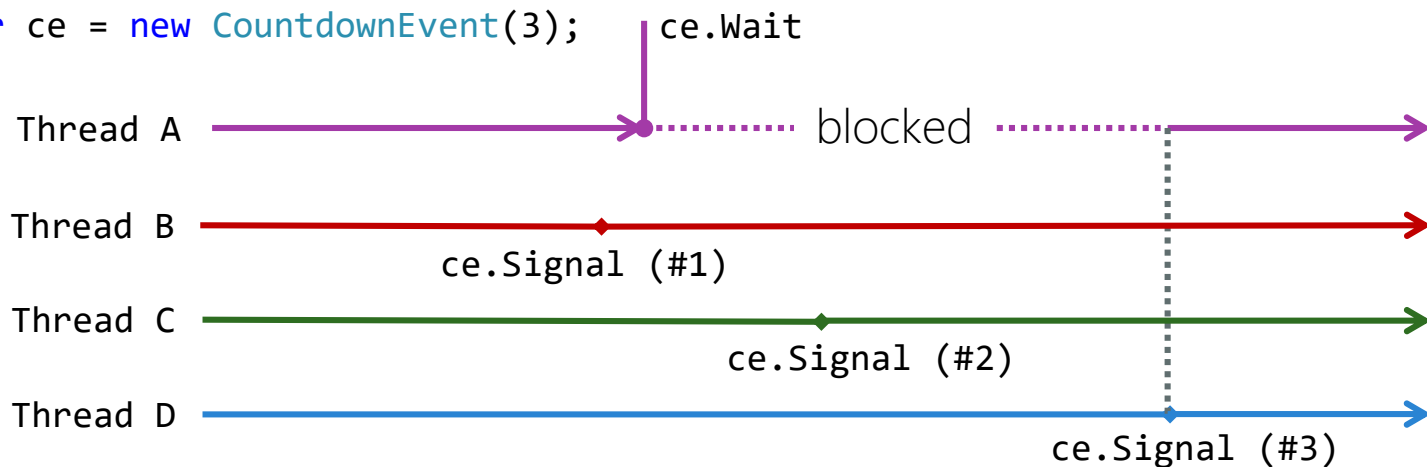 r ce = new CountdownEvent(3);
ce.Wait
Thread A
blocked
Thread B
ce.Signal (#1)
Thread C
ce.Signal (#2)
Thread D
ce.Signal (#3)